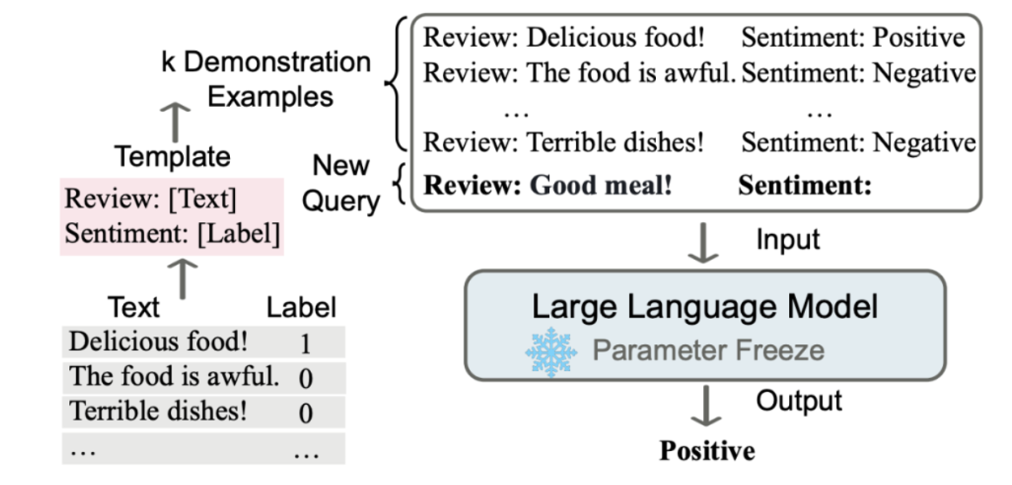 k Demonstration
Examples
Template
Review: [Text]
Sentiment: [Label]
Text Label
Delicious food! 1
The food is awful. 0
Terrible dishes! 0
... ...
Review: Delicious food! Sentiment: Positive
Review: The food is awful. Sentiment: Negative
... ...
Review: Terrible dishes! Sentiment: Negative
New
Query
Review: Good meal! Sentiment:
Input
Large Language Model
Parameter Freeze
Output
Positive